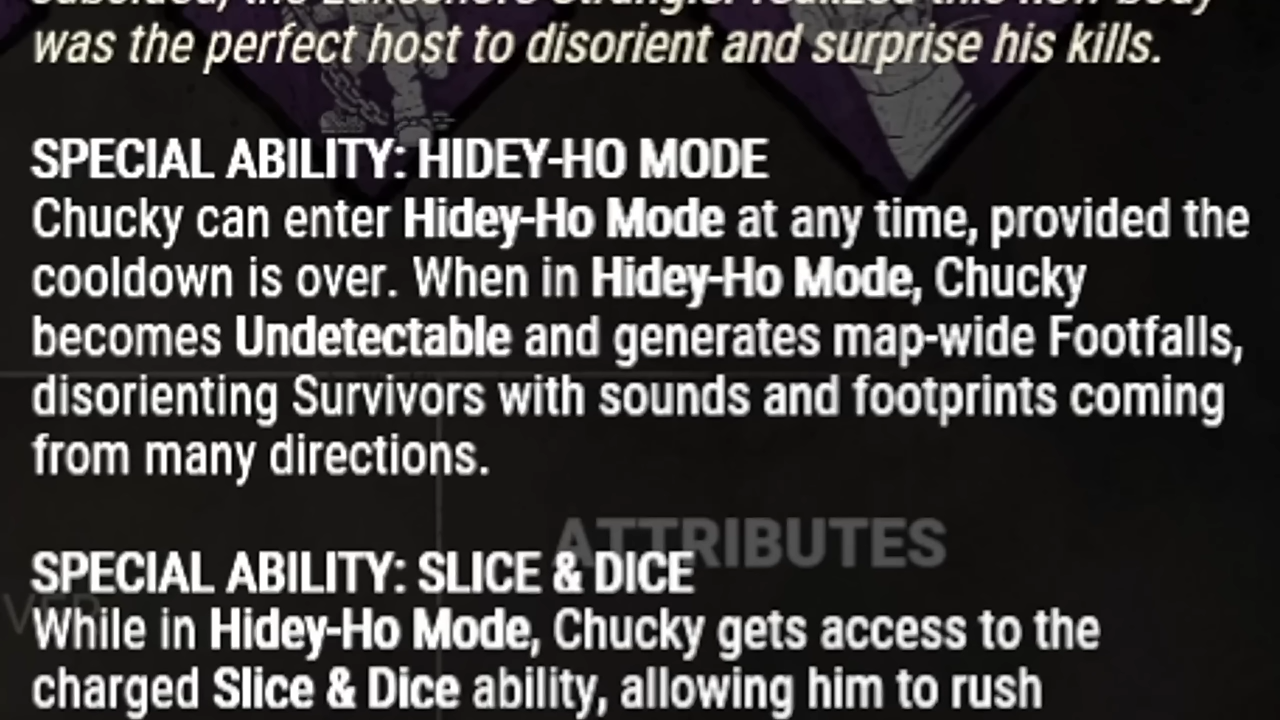 was the perfect host to disorient and surprise his kills.
SPECIAL ABILITY: HIDEY-HO MODE
Chucky can enter Hidey-Ho Mode at any time, provided the
cooldown is over. When in Hidey-Ho Mode, Chucky
becomes Undetectable and generates map-wide Footfalls,
disorienting Survivors with sounds and footprints coming
from many directions.
ATTRIBUTES
SPECIAL ABILITY: SLICE & DICE
While in Hidey-Ho Mode, Chucky gets access to the
charged Slice & Dice ability, allowing him to rush